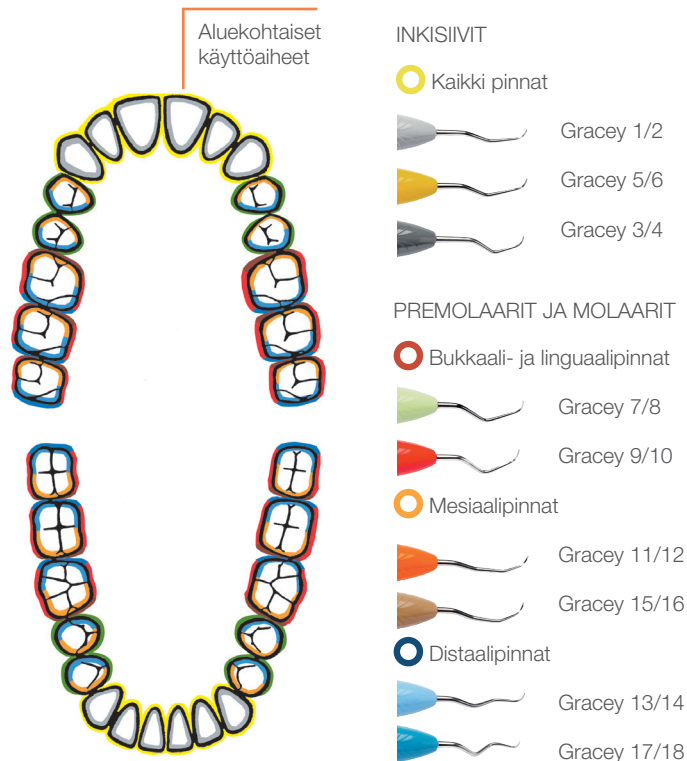 Aluekohtaiset
käyttöaiheet
INKISIIVIT
Kaikki pinnat
Gracey 1/2
Gracey 5/6
Gracey 3/4
PREMOLAARIT JA MOLAARIT
Bukkaali- ja linguaalipinnat
Gracey 7/8
Gracey 9/10
Mesiaalipinnat
Gracey 11/12
Gracey 15/16
Distaalipinnat
Gracey 13/14
Gracey 17/18